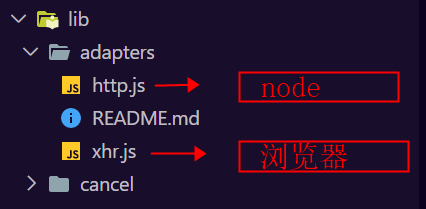 lib
adapters
http.js node
README.md
xhr.js 浏览器
cancel